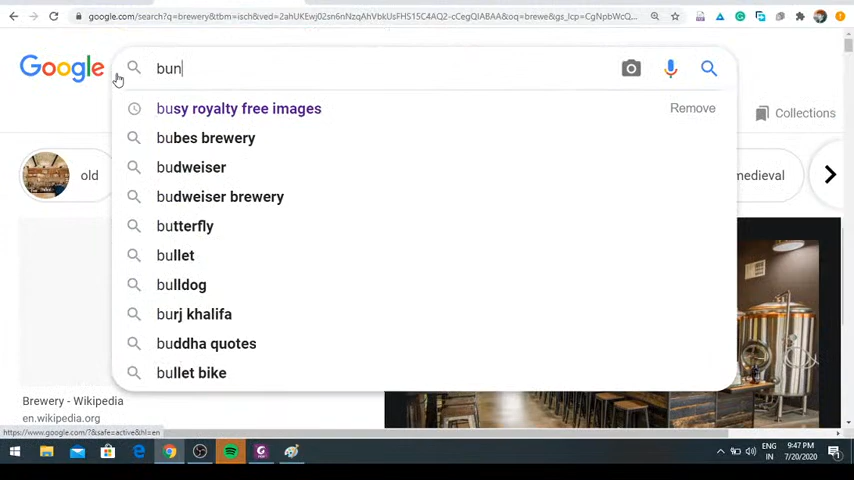 google.com/search?q=brewery&tbm=isch&ved=2ahUKEwj02sn6nNzqAhVbkUsFHS15C4AQ2-cCegQIABAA&oq=brewe&gs_lcp=CgNpbWcQ...
Google
bun
busy royalty free images
Remove
bubes brewery
Collections
budweiser
old
medieval
budweiser brewery
butterfly
bullet
bulldog
burj khalifa
buddha quotes
bullet bike
Brewery - Wikipedia
en.wikipedia.org
https://www.google.com/?&safe=active&hl=en
ENG
9:47 PM
IN
7/20/2020